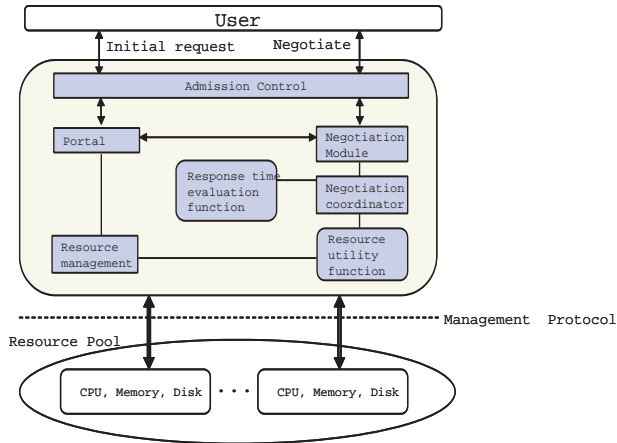 User
Initial request
Negotiate
Admission Control
Portal
Negotiation
Module
Response time
evaluation
function
Negotiation
coordinator
Resource
management
Resource
utility
function
Management Protocol
Resource Pool
CPU, Memory, Disk
. . .
CPU, Memory, Disk